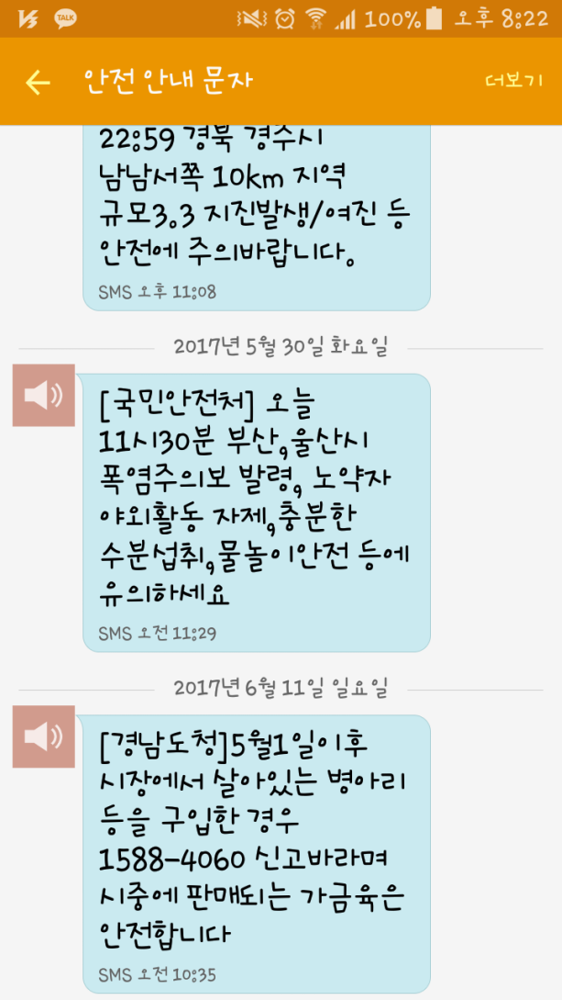 V3 TALK 100% 오후 8:22
안전 안내 문자 더보기
22:59 경북 경주시
남남서쪽 10km 지역
규모3.3 지진발생/여진 등
안전에 주의바랍니다.
SMS 오후 11:08
2017년 5월 30일 화요일
[국민안전처] 오늘
11시30분 부산,울산시
폭염주의보 발령, 노약자
야외활동 자제,충분한
수분섭취,물놀이안전 등에
유의하세요
SMS 오전 11:29
2017년 6월 11일 일요일
[경남도청]5월1일이후
시장에서 살아있는 병아리
등을 구입한 경우
1588-4060 신고바라며
시중에 판매되는 가금육은
안전합니다
SMS 오전 10:35